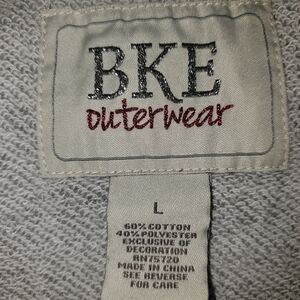 BKE
outerwear
L
60% COTTON
40% POLYESTER
EXCLUSIVE OF
DECORATION
RN75720
MADE IN CHINA
SEE REVERSE
FOR CARE